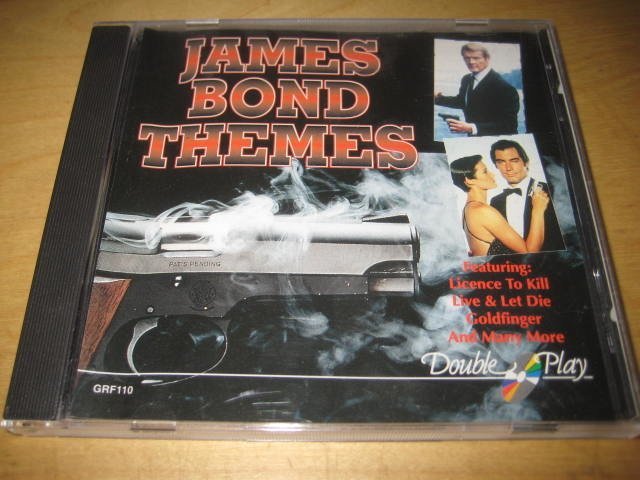 JAMES
BOND
THEMES
PAT'S PENDING
Featuring:
Licence To Kill
Live & Let Die
Goldfinger
And Many More
Double Play
GRF110